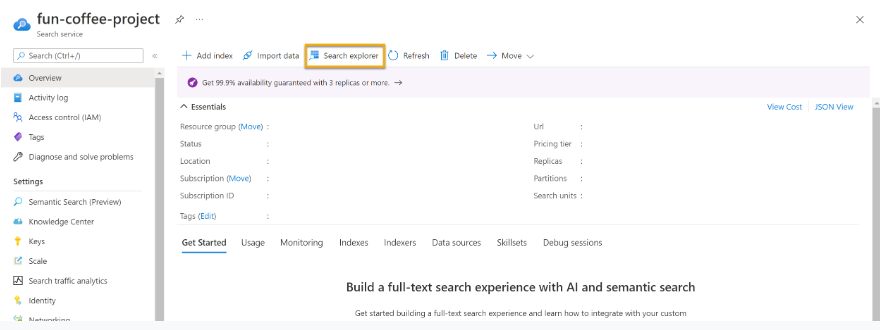 fun-coffee-project
Search service
Search (Ctrl+/)
Overview
Activity log
Access control (IAM)
Tags
Diagnose and solve problems
Settings
Semantic Search (Preview)
Knowledge Center
Keys
Scale
Search traffic analytics
Identity
Networking
Add index Import data Search explorer Refresh Delete Move
Get 99.9% availability guaranteed with 3 replicas or more. →
Essentials
View Cost JSON View
Resource group (Move) : Url :
Status : Pricing tier :
Location : Replicas :
Subscription (Move) : Partitions :
Subscription ID : Search units :
Tags (Edit) :
Get Started Usage Monitoring Indexes Indexers Data sources Skillsets Debug sessions
Build a full-text search experience with AI and semantic search
Get started building a full-text search experience and learn how to integrate with your custom